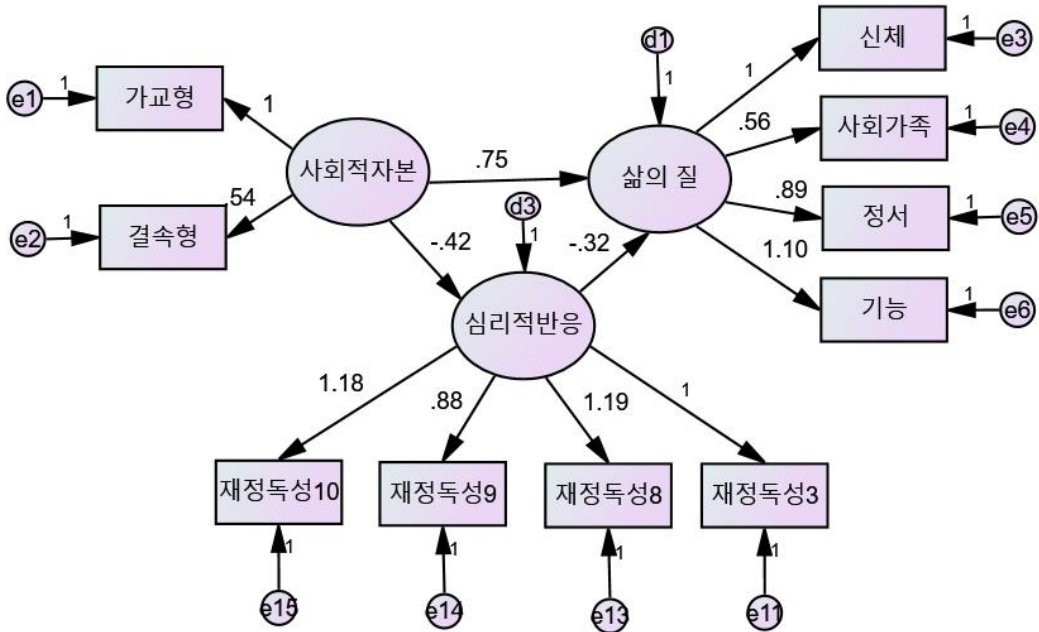 d1
신체
1
e3
1
1
.56
사회가족
1
e4
e1
1
가교형
1
사회적자본
.75
삶의 질
.89
정서
1
e5
e2
1
결속형
.54
d3
1
-.42
-.32
1.10
기능
1
e6
심리적반응
1.18
.88
1.19
1
재정독성10
재정독성9
재정독성8
재정독성3
1
1
1
1
e15
e14
e13
e11